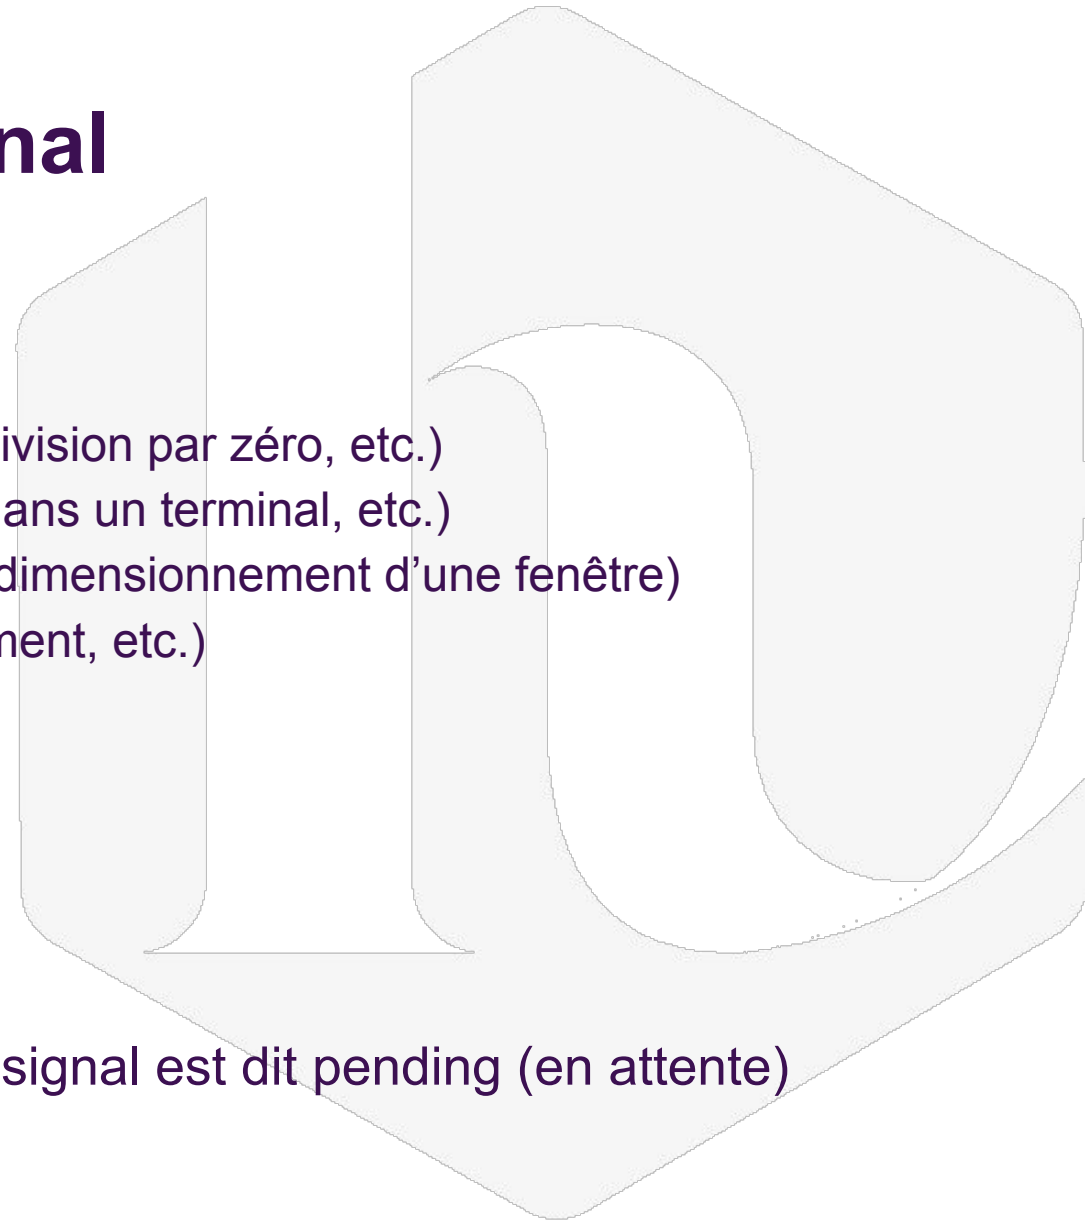 nal
ivision par zéro, etc.)
ans un terminal, etc.)
dimensionnement d’une fenêtre)
ment, etc.)
signal est dit pending (en attente)